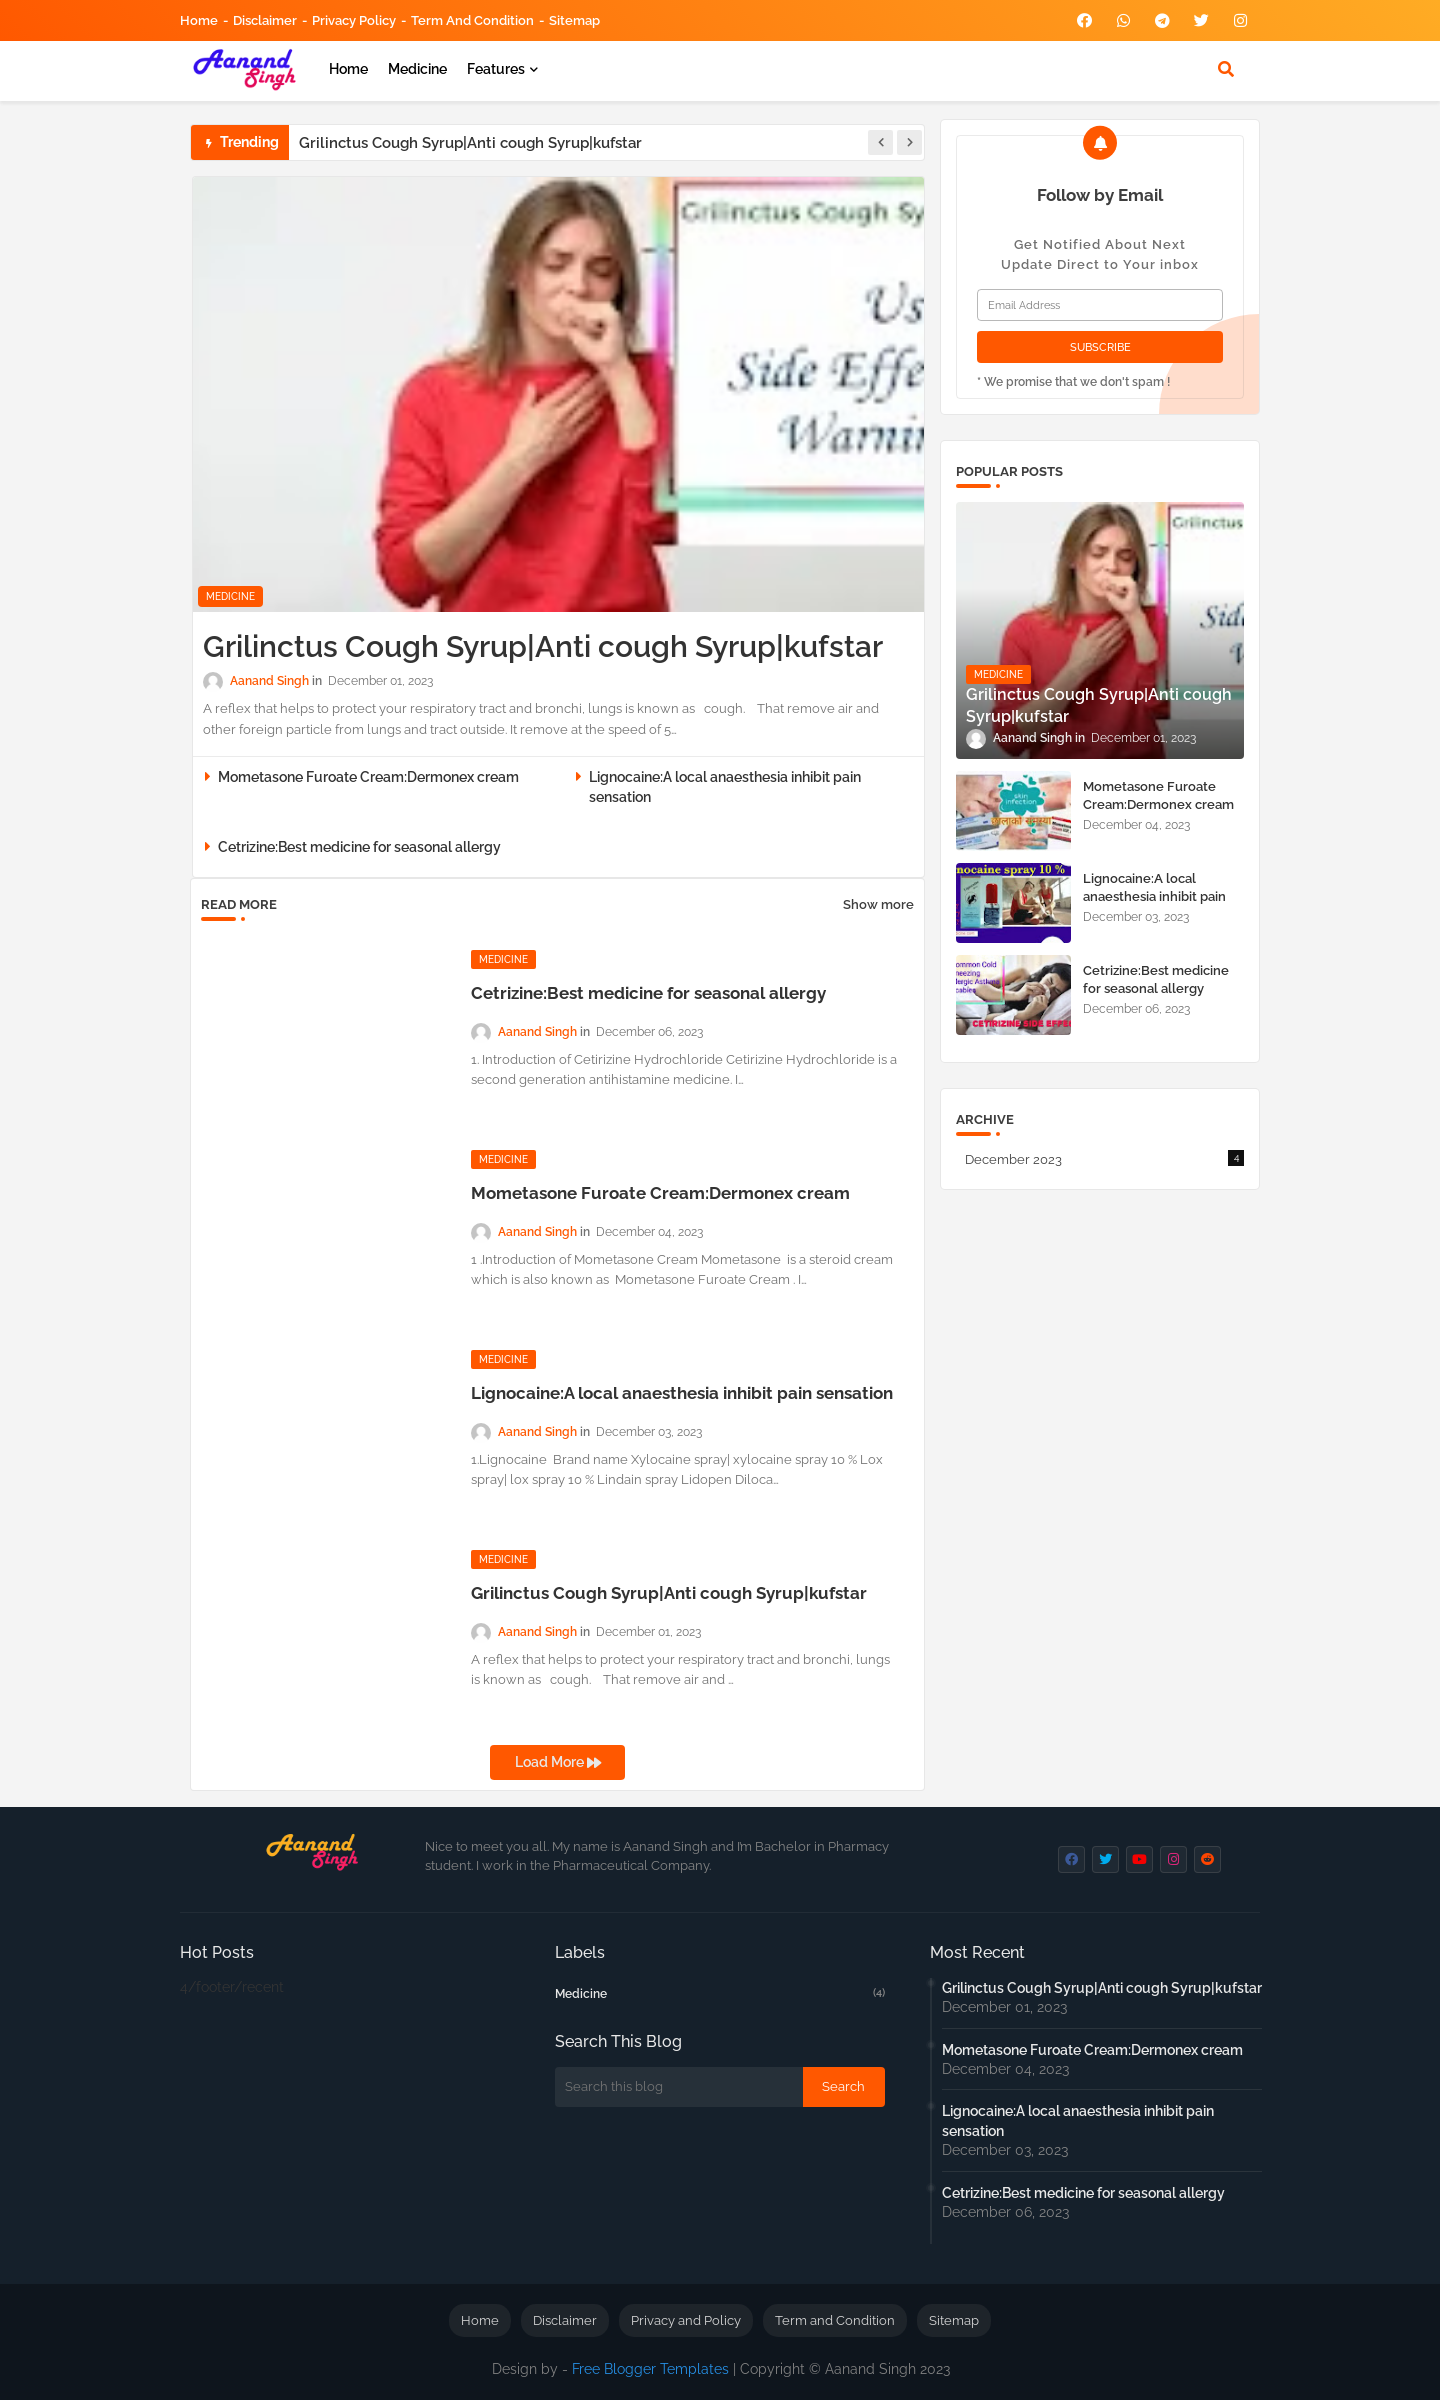 Home - Disclaimer - Privacy Policy - Term And Condition - Sitemap
Aanand
Singh
Home Medicine Features
Trending
Grilinctus Cough Syrup|Anti cough Syrup|kufstar
Grilinctus Cough Sy
Us
Side Effe
Warnin
MEDICINE
Grilinctus Cough Syrup|Anti cough Syrup|kufstar
Aanand Singh in December 01, 2023
A reflex that helps to protect your respiratory tract and bronchi, lungs is known as cough. That remove air and
other foreign particle from lungs and tract outside. It remove at the speed of 5…
Mometasone Furoate Cream:Dermonex cream
Lignocaine:A local anaesthesia inhibit pain
sensation
Cetrizine:Best medicine for seasonal allergy
READ MORE
Show more
MEDICINE
Cetrizine:Best medicine for seasonal allergy
Aanand Singh in December 06, 2023
1. Introduction of Cetirizine Hydrochloride Cetirizine Hydrochloride is a
second generation antihistamine medicine. I…
MEDICINE
Mometasone Furoate Cream:Dermonex cream
Aanand Singh in December 04, 2023
1 .Introduction of Mometasone Cream Mometasone is a steroid cream
which is also known as Mometasone Furoate Cream . I…
MEDICINE
Lignocaine:A local anaesthesia inhibit pain sensation
Aanand Singh in December 03, 2023
1.Lignocaine Brand name Xylocaine spray| xylocaine spray 10 % Lox
spray| lox spray 10 % Lindain spray Lidopen Diloca…
MEDICINE
Grilinctus Cough Syrup|Anti cough Syrup|kufstar
Aanand Singh in December 01, 2023
A reflex that helps to protect your respiratory tract and bronchi, lungs
is known as cough. That remove air and …
Load More
Follow by Email
Get Notified About Next
Update Direct to Your inbox
Email Address
SUBSCRIBE
* We promise that we don't spam !
POPULAR POSTS
Grilinctus
Sid
MEDICINE
Grilinctus Cough Syrup|Anti cough
Syrup|kufstar
Aanand Singh in December 01, 2023
skin
infection
Mometasone Furoate
Cream:Dermonex cream
December 04, 2023
nocaine spray 10 %
Lignocaine:A local
anaesthesia inhibit pain
December 03, 2023
ommon Cold
neezing
lergic Asthm
cabies
CETIRIZINE SIDE EFFE
Cetrizine:Best medicine
for seasonal allergy
December 06, 2023
ARCHIVE
December 2023
4
Aanand
Singh
Nice to meet you all. My name is Aanand Singh and I'm Bachelor in Pharmacy
student. I work in the Pharmaceutical Company.
Hot Posts
4/footer/recent
Labels
Medicine
(4)
Search This Blog
Search this blog
Search
Most Recent
Grilinctus Cough Syrup|Anti cough Syrup|kufstar
December 01, 2023
Mometasone Furoate Cream:Dermonex cream
December 04, 2023
Lignocaine:A local anaesthesia inhibit pain
sensation
December 03, 2023
Cetrizine:Best medicine for seasonal allergy
December 06, 2023
Home
Disclaimer
Privacy and Policy
Term and Condition
Sitemap
Design by - Free Blogger Templates | Copyright © Aanand Singh 2023